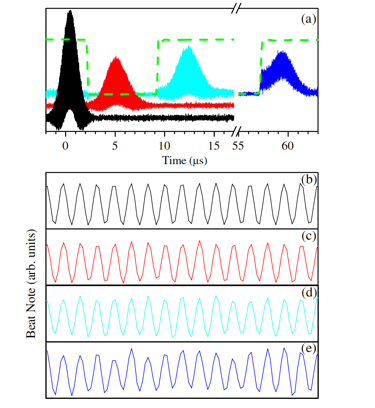 (a)
0 5 10 15 55 60
Time (μs)
Beat Note (arb. units)
(b)
(c)
(d)
(e)